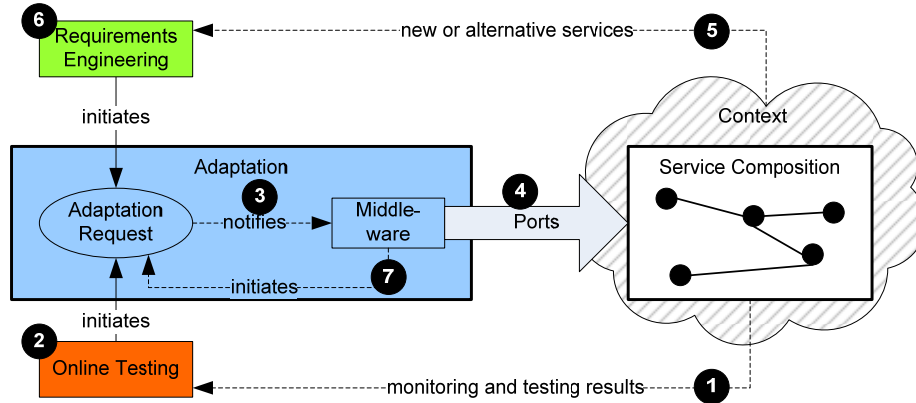 6
Requirements
Engineering
new or alternative services
5
initiates
Context
Adaptation
Service Composition
3
4
Adaptation
Request
notifies
Middle-
ware
Ports
7
initiates
initiates
2
Online Testing
monitoring and testing results
1